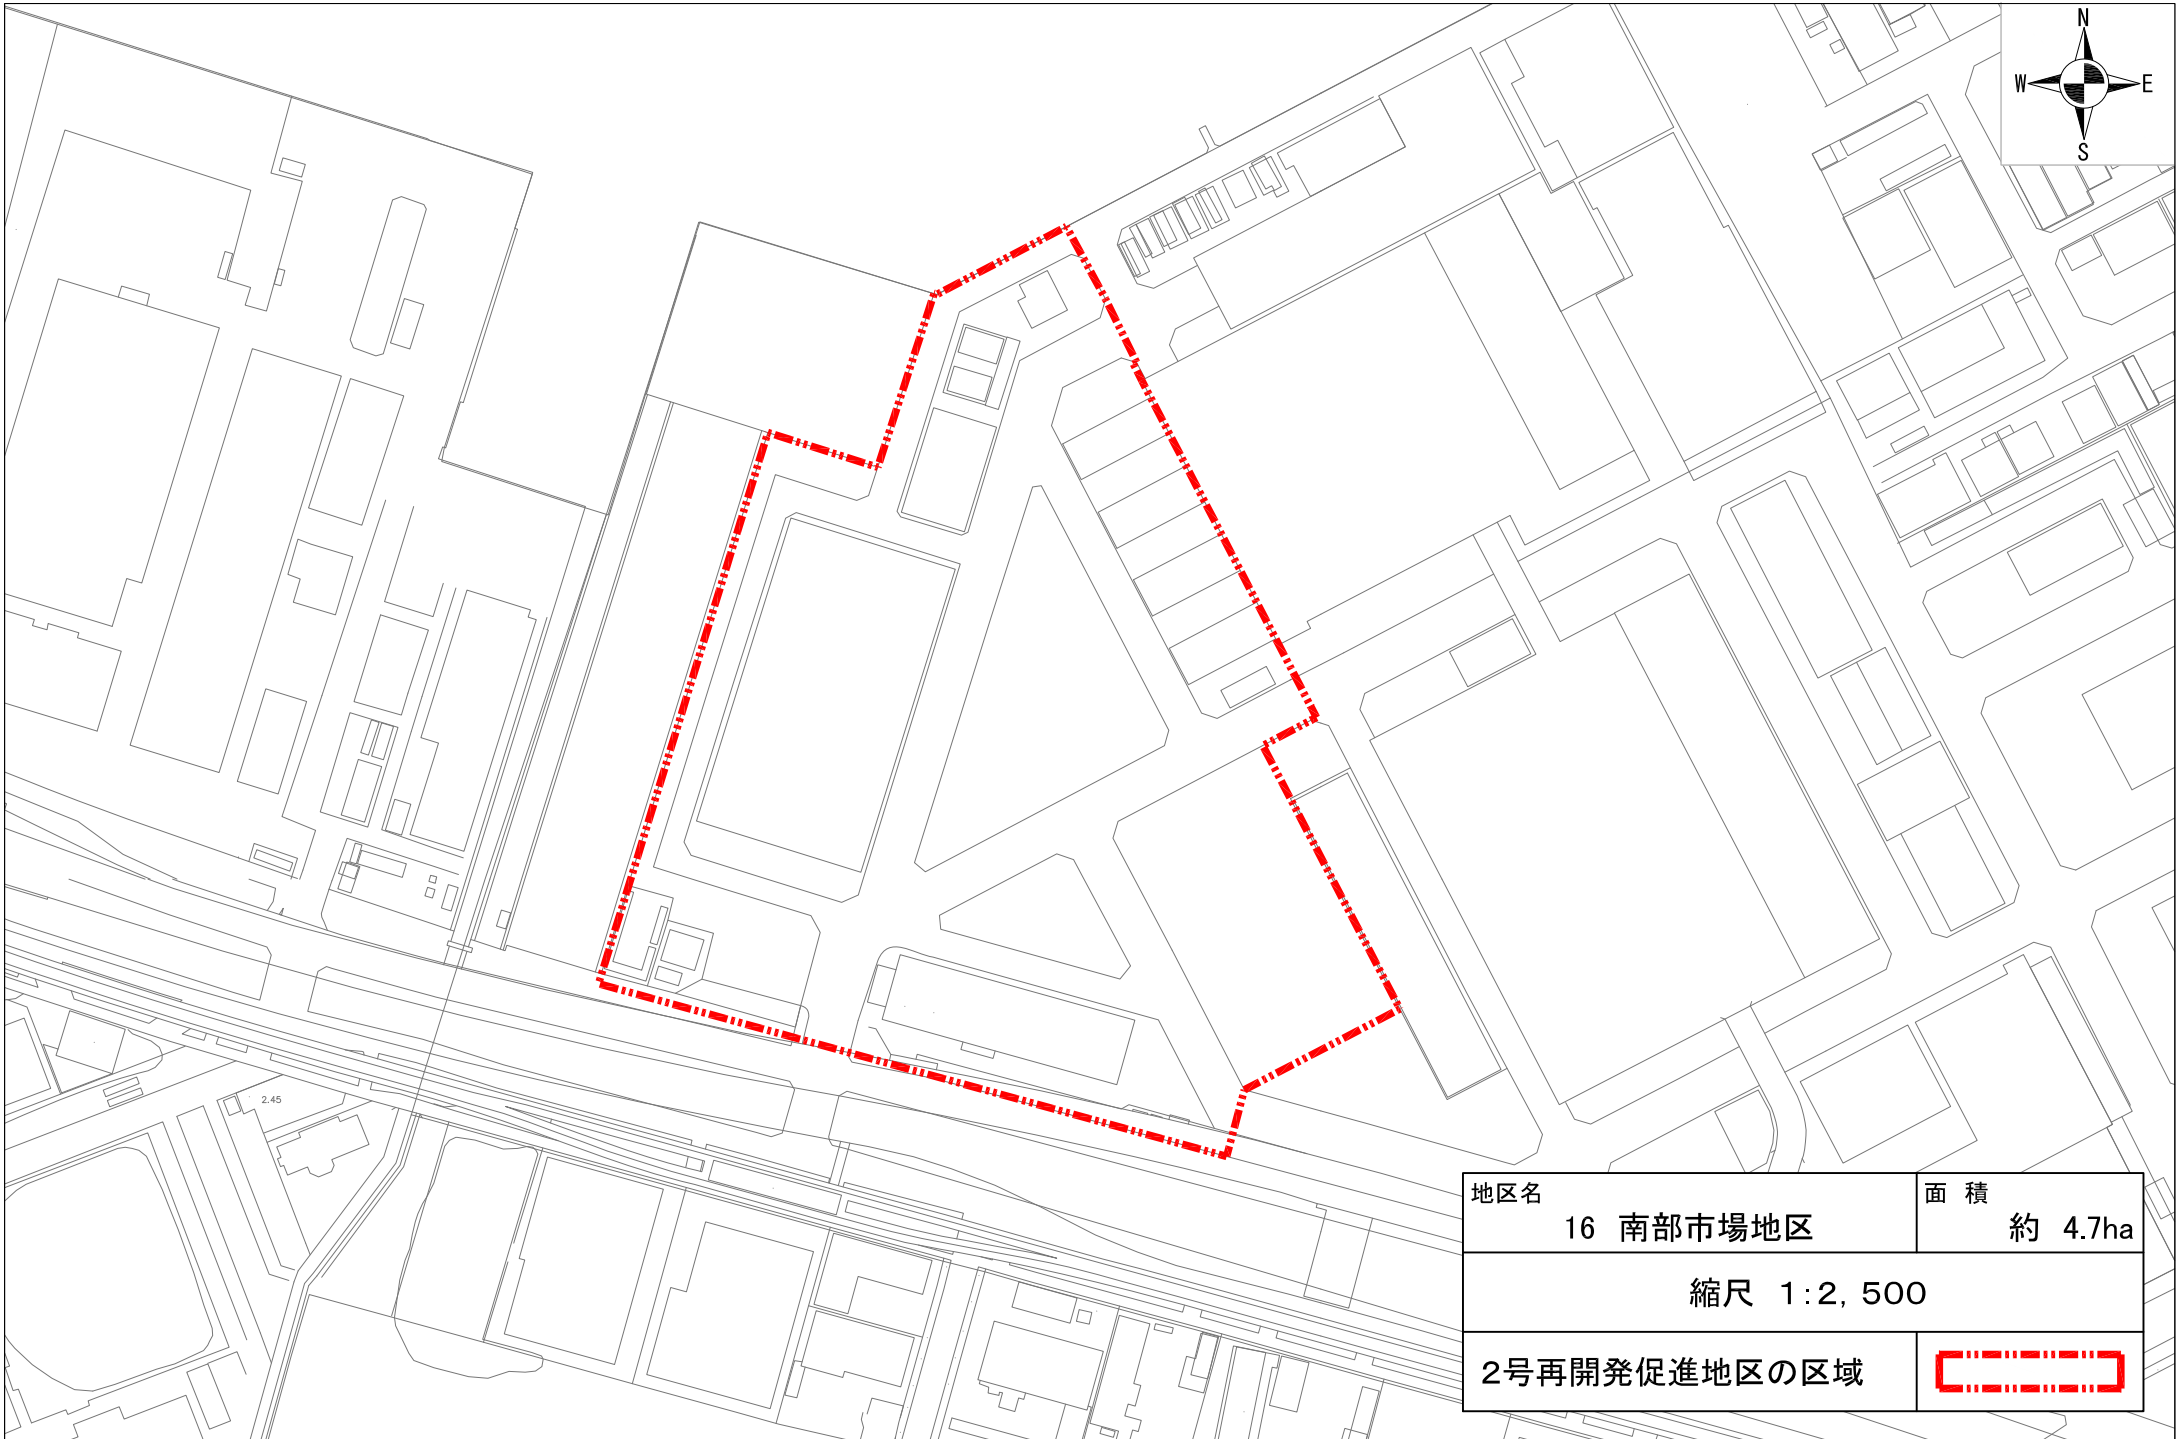 N
W E
S
2.45
地区名
16 南部市場地区
面 積
約 4.7ha
縮尺 1:2,500
2号再開発促進地区の区域